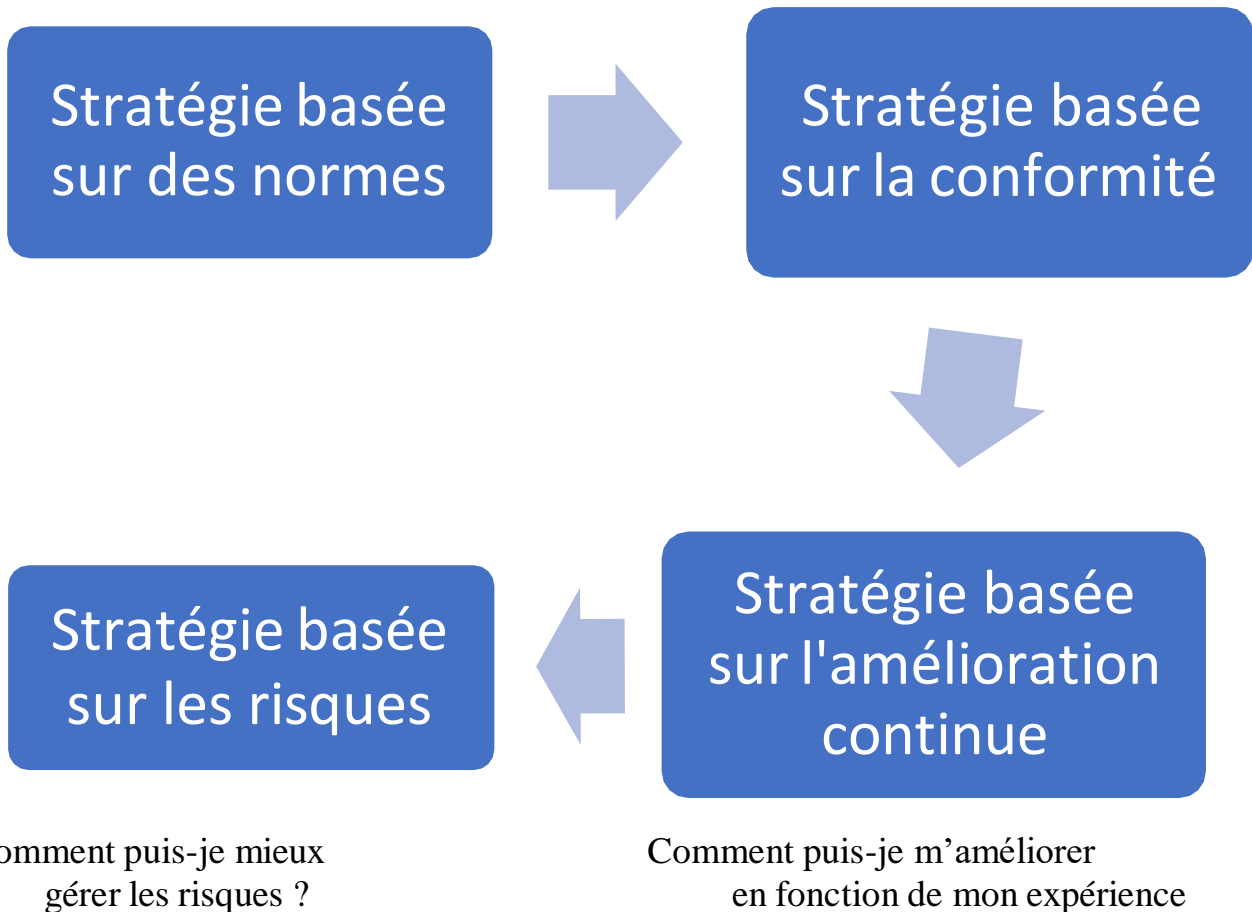 Stratégie basée
sur des normes
Stratégie basée
sur la conformité
Stratégie basée
sur l'amélioration
continue
Stratégie basée
sur les risques
omment puis-je mieux
gérer les risques ?
Comment puis-je m’améliorer
en fonction de mon expérience